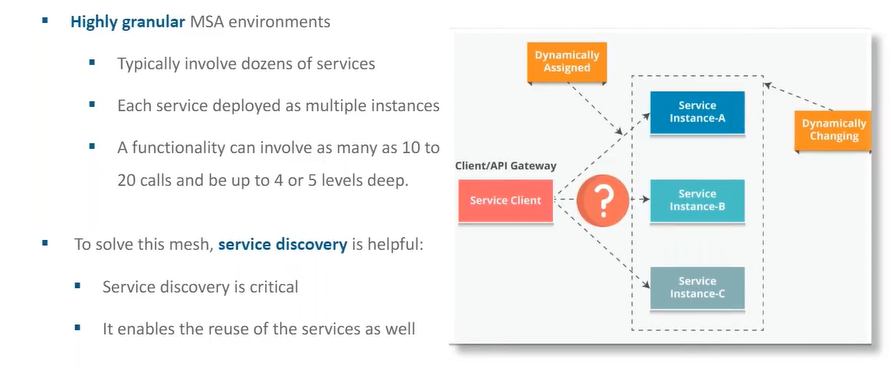 Highly granular MSA environments
Typically involve dozens of services
Each service deployed as multiple instances
A functionality can involve as many as 10 to
20 calls and be up to 4 or 5 levels deep.
To solve this mesh, service discovery is helpful:
Service discovery is critical
It enables the reuse of the services as well
Dynamically
Assigned
Service
Instance-A
Dynamically
Changing
Client/API Gateway
Service Client
?
Service
Instance-B
Service
Instance-C